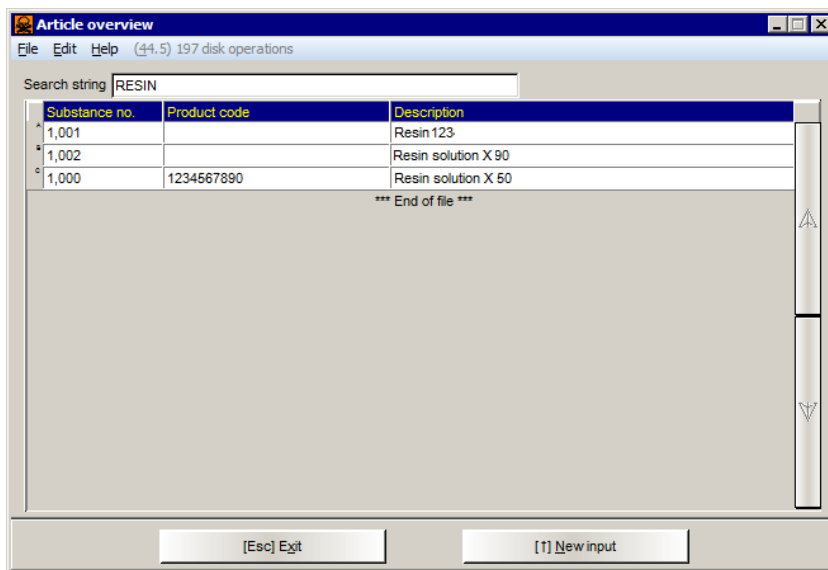 Article overview
File Edit Help (44.5) 197 disk operations
Search string RESIN
Substance no. Product code Description
A 1,001 Resin 123
B 1,002 Resin solution X 90
C 1,000 1234567890 Resin solution X 50
*** End of file ***
[Esc] Exit [↑] New input